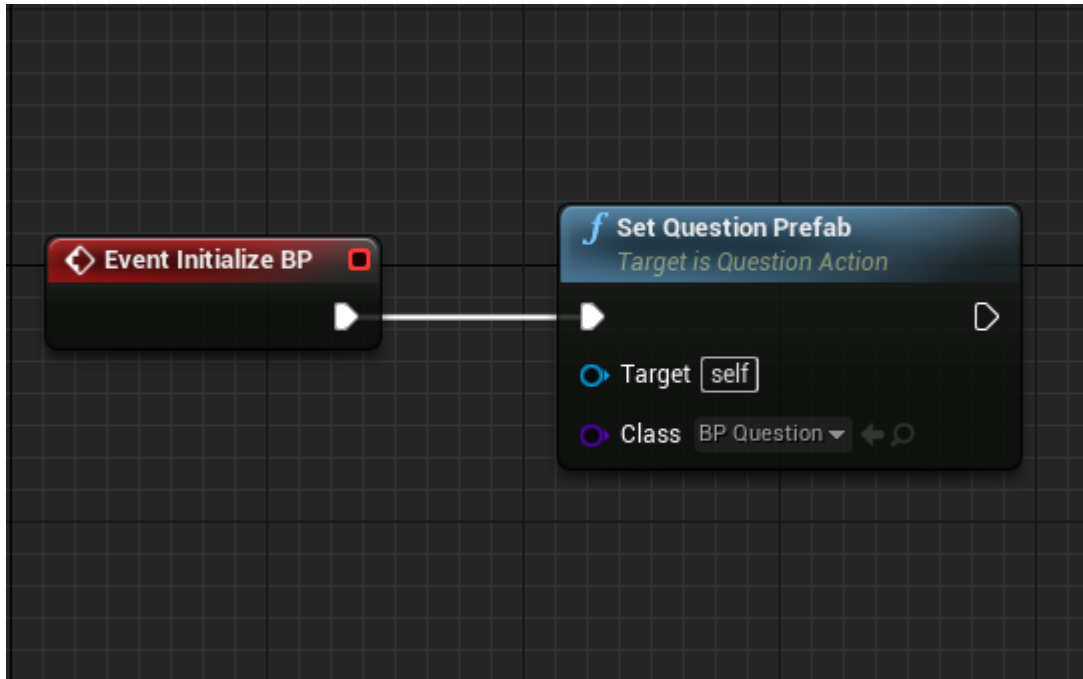 Event Initialize BP
Set Question Prefab
Target is Question Action
Target self
Class BP Question